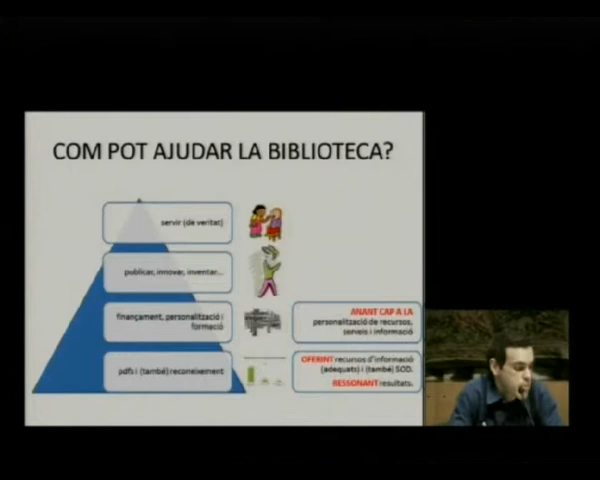 COM POT AJUDAR LA BIBLIOTECA?
servir (de veritat)
publicar, innovar, inventar...
finançament, personalització i
formació
ANANT CAP A LA
personalització de recursos,
serveis i informació
pdfs i (també) reconeixement
OFERINT recursos d'informació
(adequats) i (també) SOD.
RESSONANT resultats.